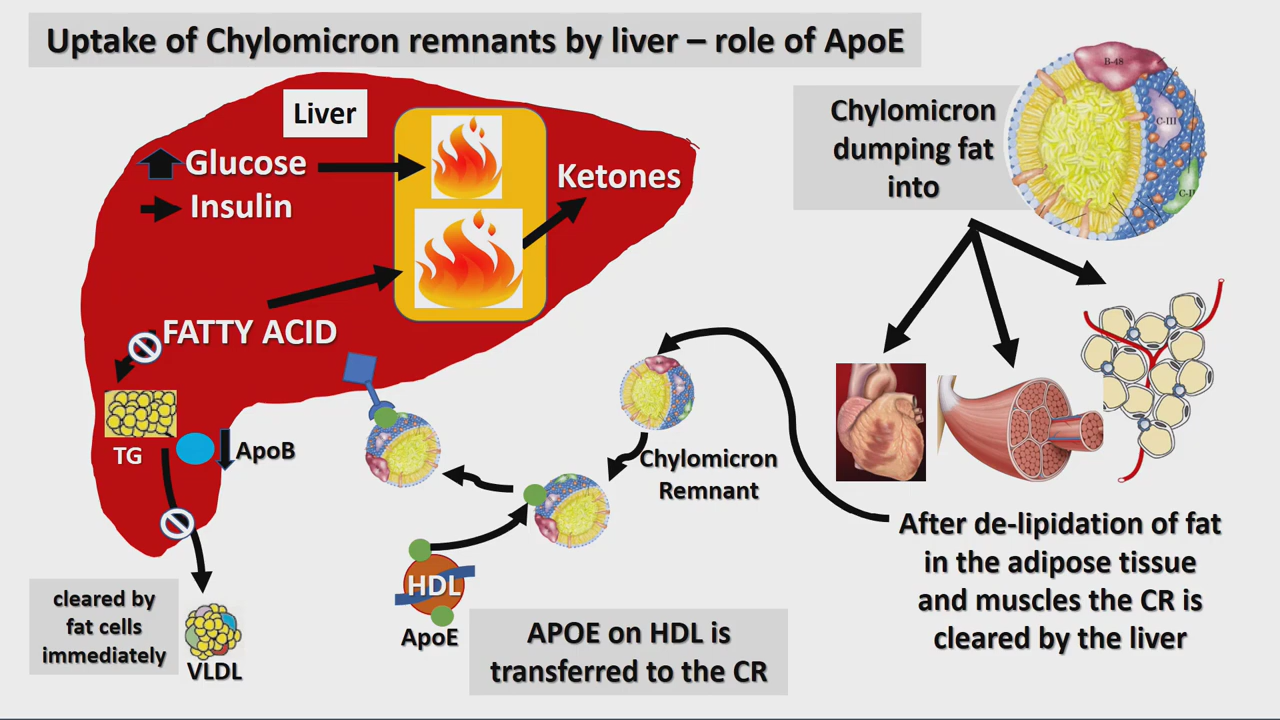 Uptake of Chylomicron remnants by liver – role of ApoE
Liver
Glucose
Insulin
Ketones
FATTY ACID
TG
ApoB
cleared by
fat cells
immediately
VLDL
HDL
ApoE
APOE on HDL is
transferred to the CR
Chylomicron
Remnant
Chylomicron
dumping fat
into
B-48
C-III
C-II
After de-lipidation of fat
in the adipose tissue
and muscles the CR is
cleared by the liver